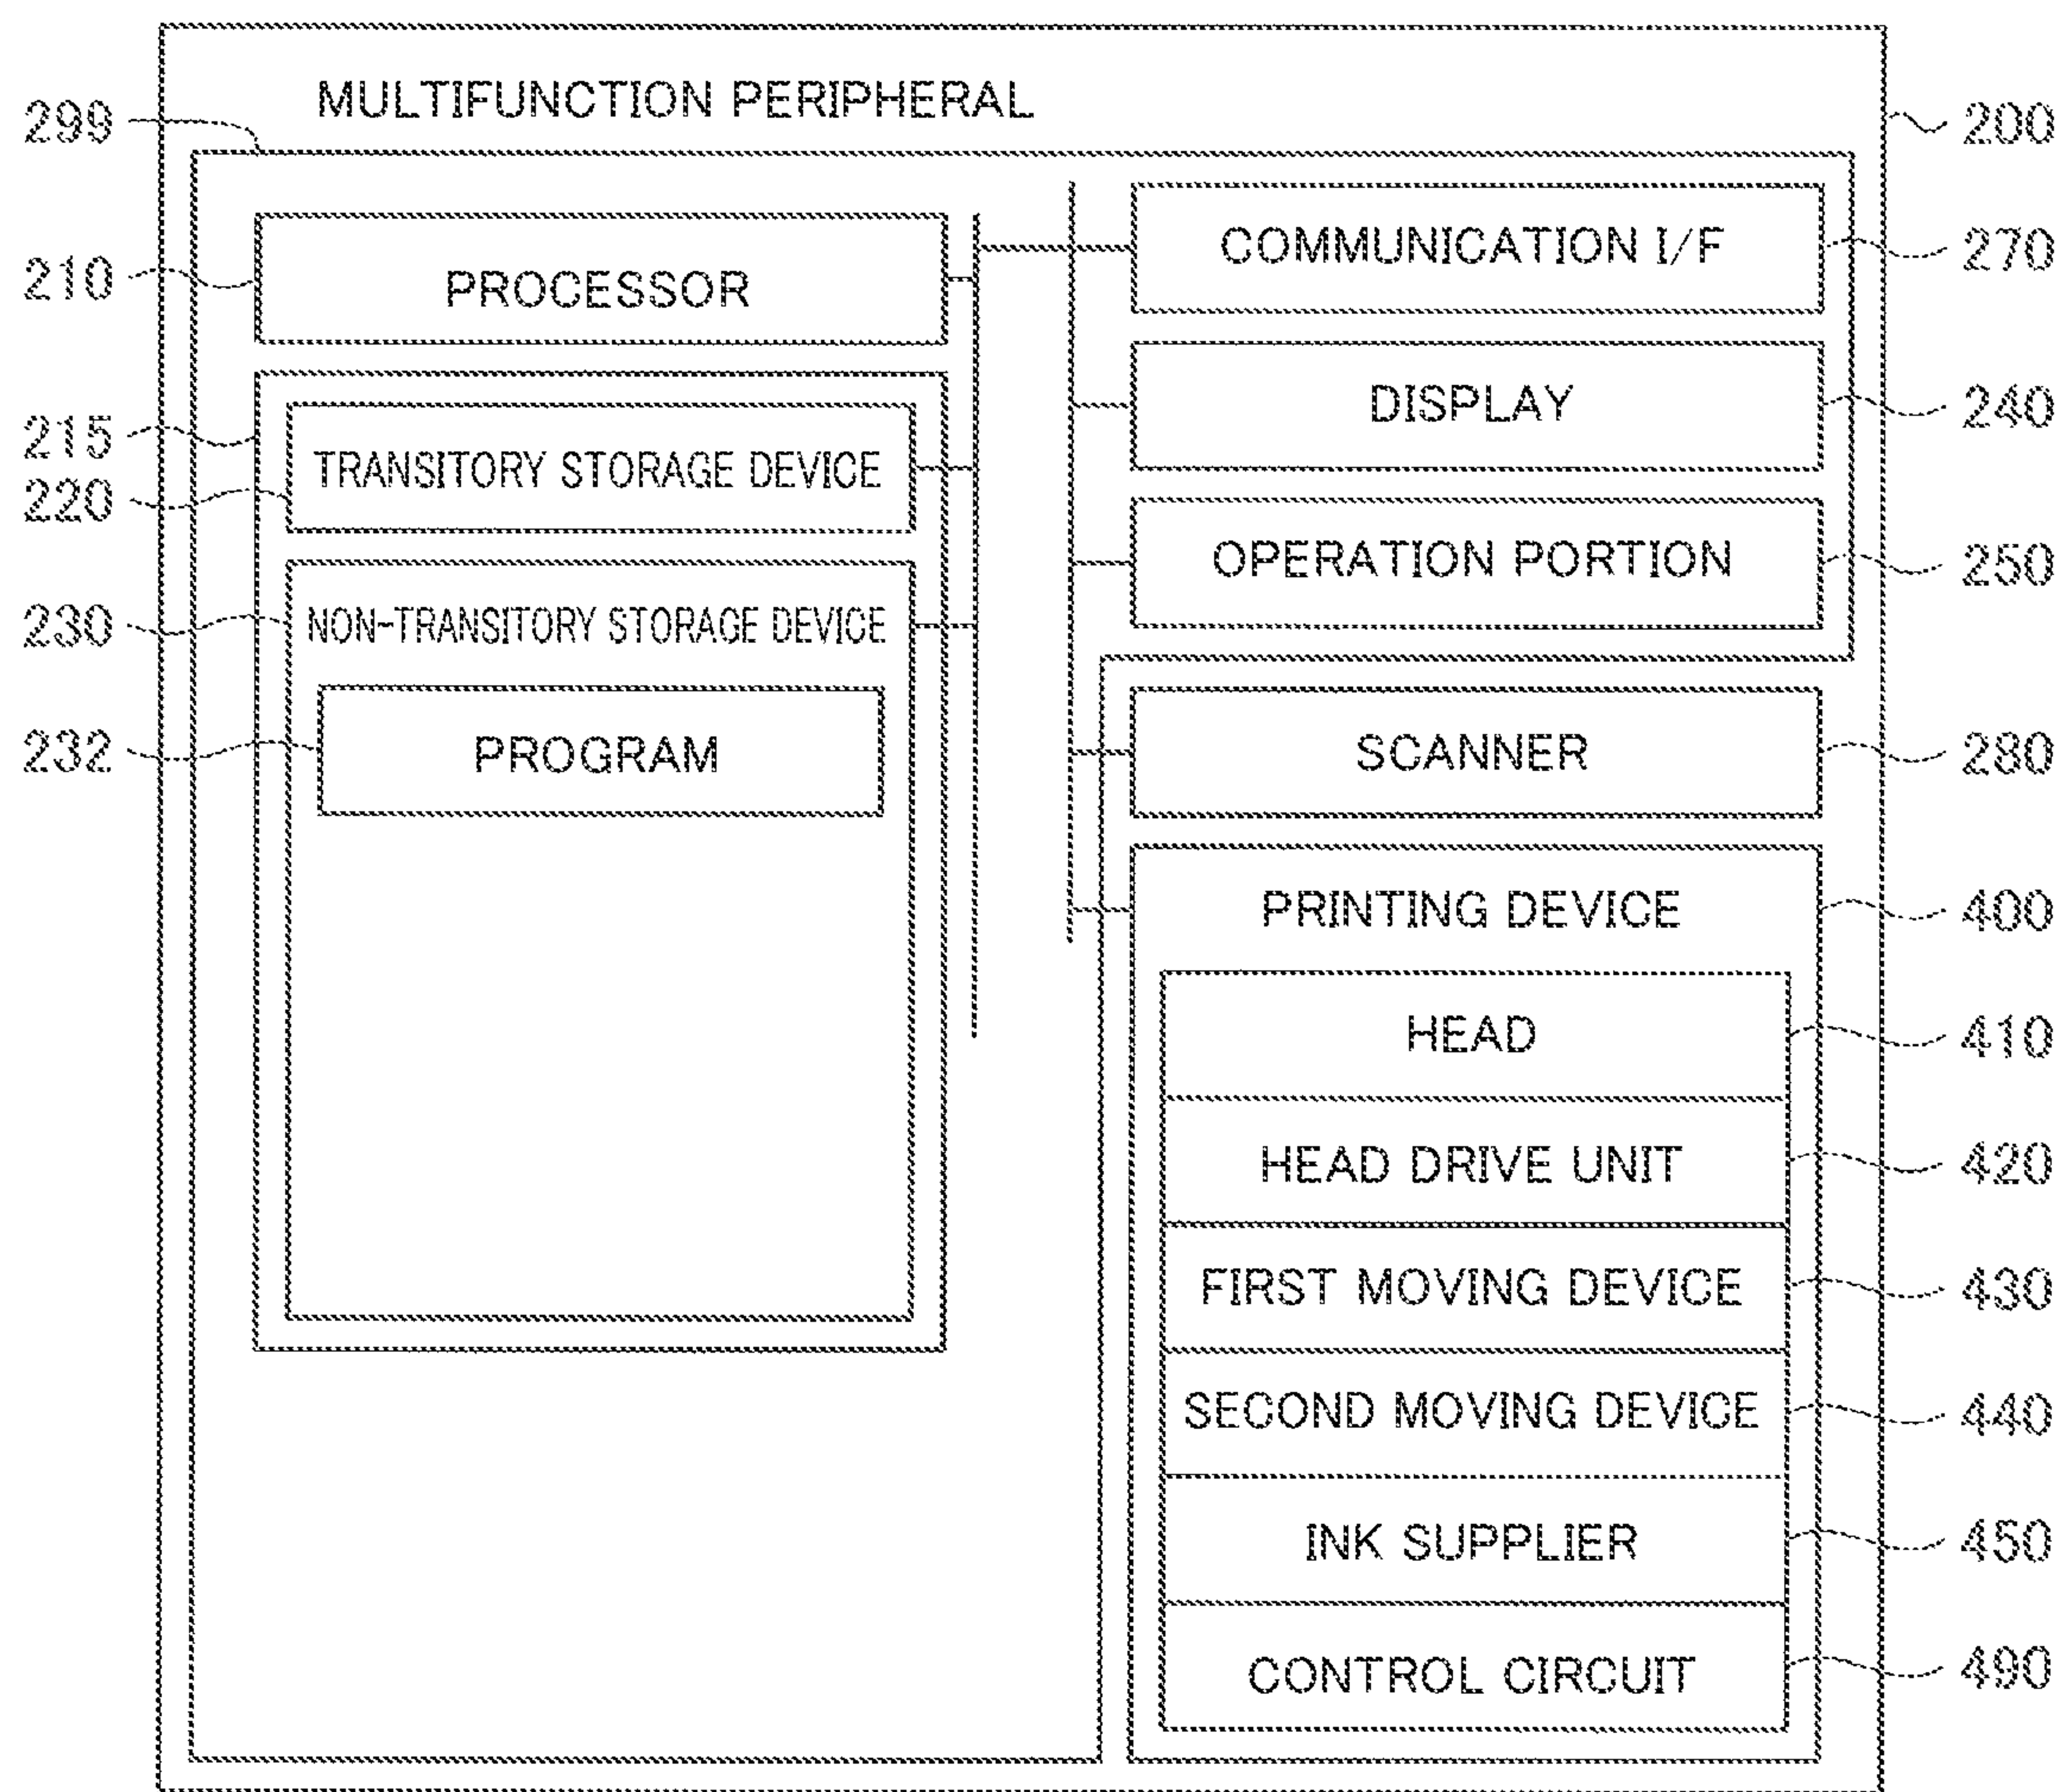 MULTIFUNCTION PERIPHERAL
299
200
210
PROCESSOR
COMMUNICATION I/F
270
215
220
TRANSITORY STORAGE DEVICE
DISPLAY
240
230
NON-TRANSITORY STORAGE DEVICE
OPERATION PORTION
250
232
PROGRAM
SCANNER
280
PRINTING DEVICE
400
HEAD
410
HEAD DRIVE UNIT
420
FIRST MOVING DEVICE
430
SECOND MOVING DEVICE
440
INK SUPPLIER
450
CONTROL CIRCUIT
490